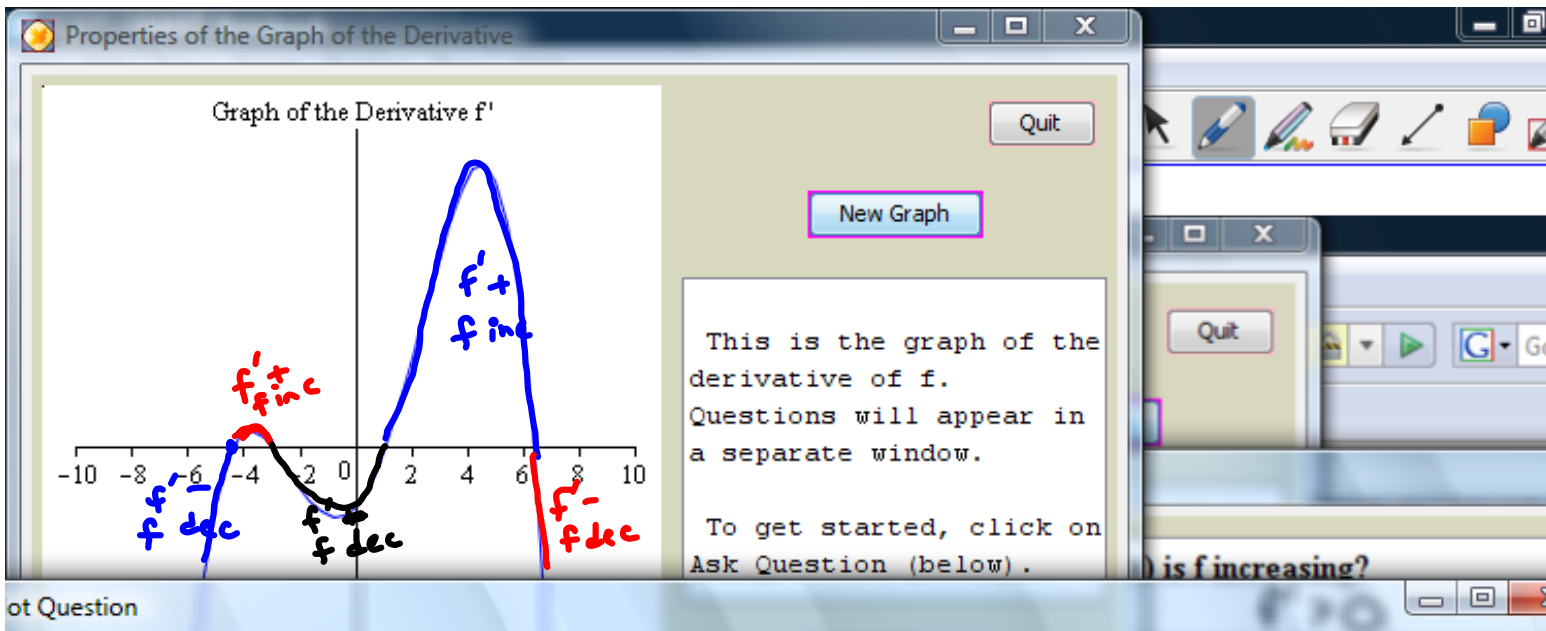 Properties of the Graph of the Derivative
Graph of the Derivative f'
Quit
New Graph
f' +
f inc
f' +
f inc
This is the graph of the
derivative of f.
Questions will appear in
a separate window.
To get started, click on
Ask Question (below).
Quit
G
-10 -8 -6 -4 -2 0 2 4 6 8 10
f' -
f dec
f' -
f dec
f' -
f dec
) is f increasing?
f' > 0
ot Question